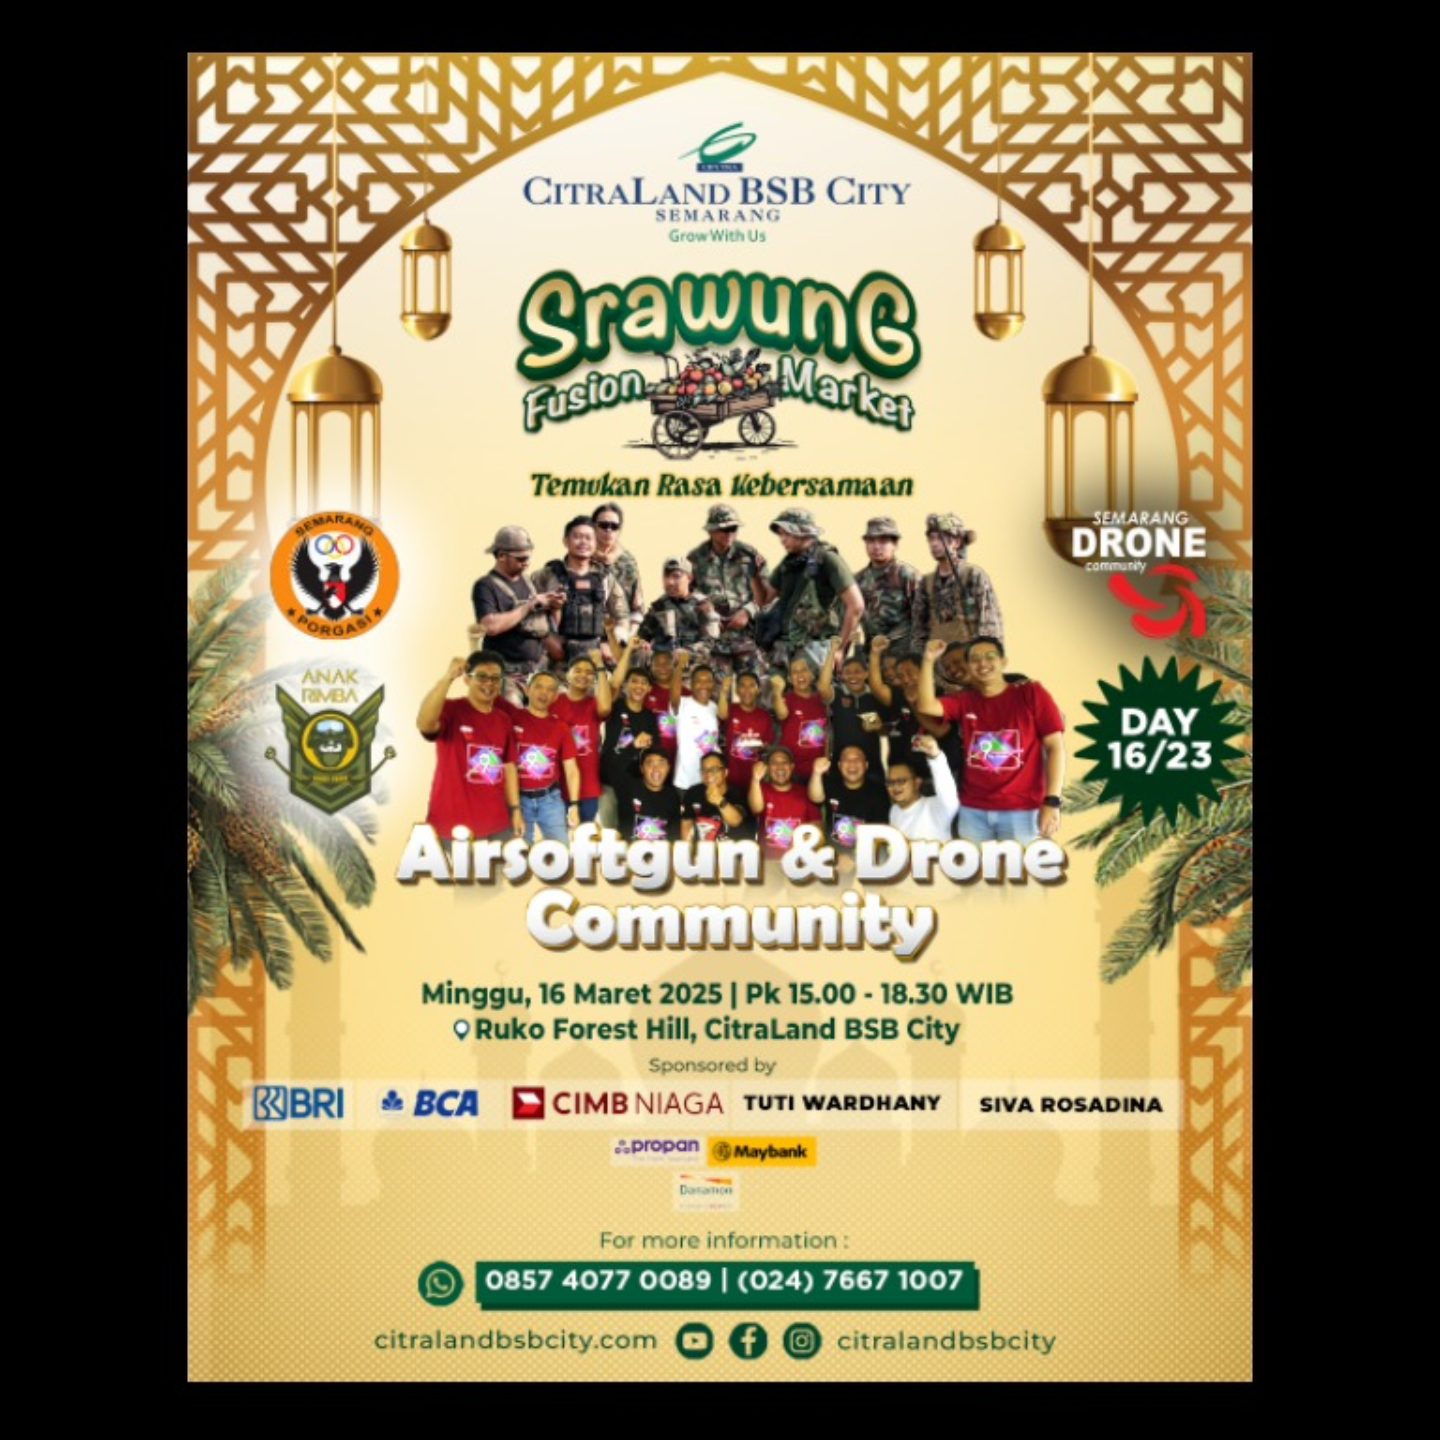 CITRALAND BSB CITY
SEMARANG
Grow With Us
Srawung
Fusion Market
Temukan Rasa Kebersamaan
SEMARANG
PORGASI
SEMARANG
DRONE
community
ANAK
RIMBA
DAY
16/23
Airsoftgun & Drone
Community
Minggu, 16 Maret 2025 | Pk 15.00 - 18.30 WIB
Ruko Forest Hill, CitraLand BSB City
Sponsored by
BRI BCA CIMB NIAGA TUTI WARDHANY SIVA ROSADINA
propan Maybank
Danamon
For more information :
0857 4077 0089 | (024) 7667 1007
citralandbsbcity.com citralandbsbcity